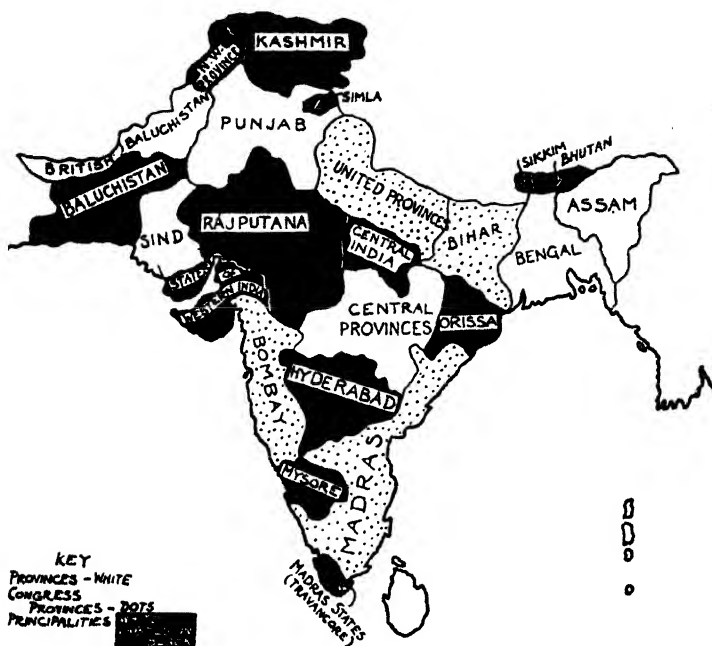 KASHMIR
N.W.
PROVINCE
SIMLA
PUNJAB
BALUCHISTAN
BRITISH
BALUCHISTAN
SIKKIM
BHUTAN
UNITED PROVINCES
ASSAM
RAJPUTANA
SIND
BIHAR
CENTRAL
INDIA
BENGAL
STATES OF
WESTERN INDIA
CENTRAL
PROVINCES
ORISSA
BOMBAY
HYDERABAD
MADRAS
MYSORE
MADRAS STATES
(TRAVANCORE)
KEY
PROVINCES - WHITE
CONGRESS
PROVINCES - DOTS
PRINCIPALITIES